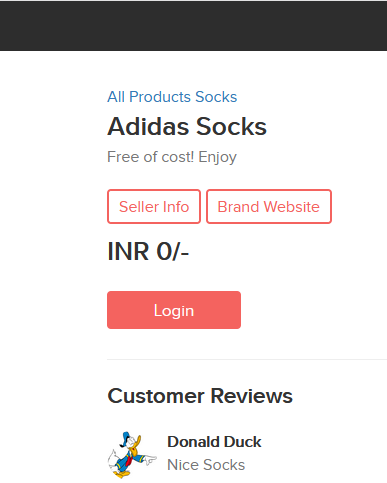 All Products Socks
Adidas Socks
Free of cost! Enjoy
Seller Info Brand Website
INR 0/-
Login
Customer Reviews
Donald Duck
Nice Socks